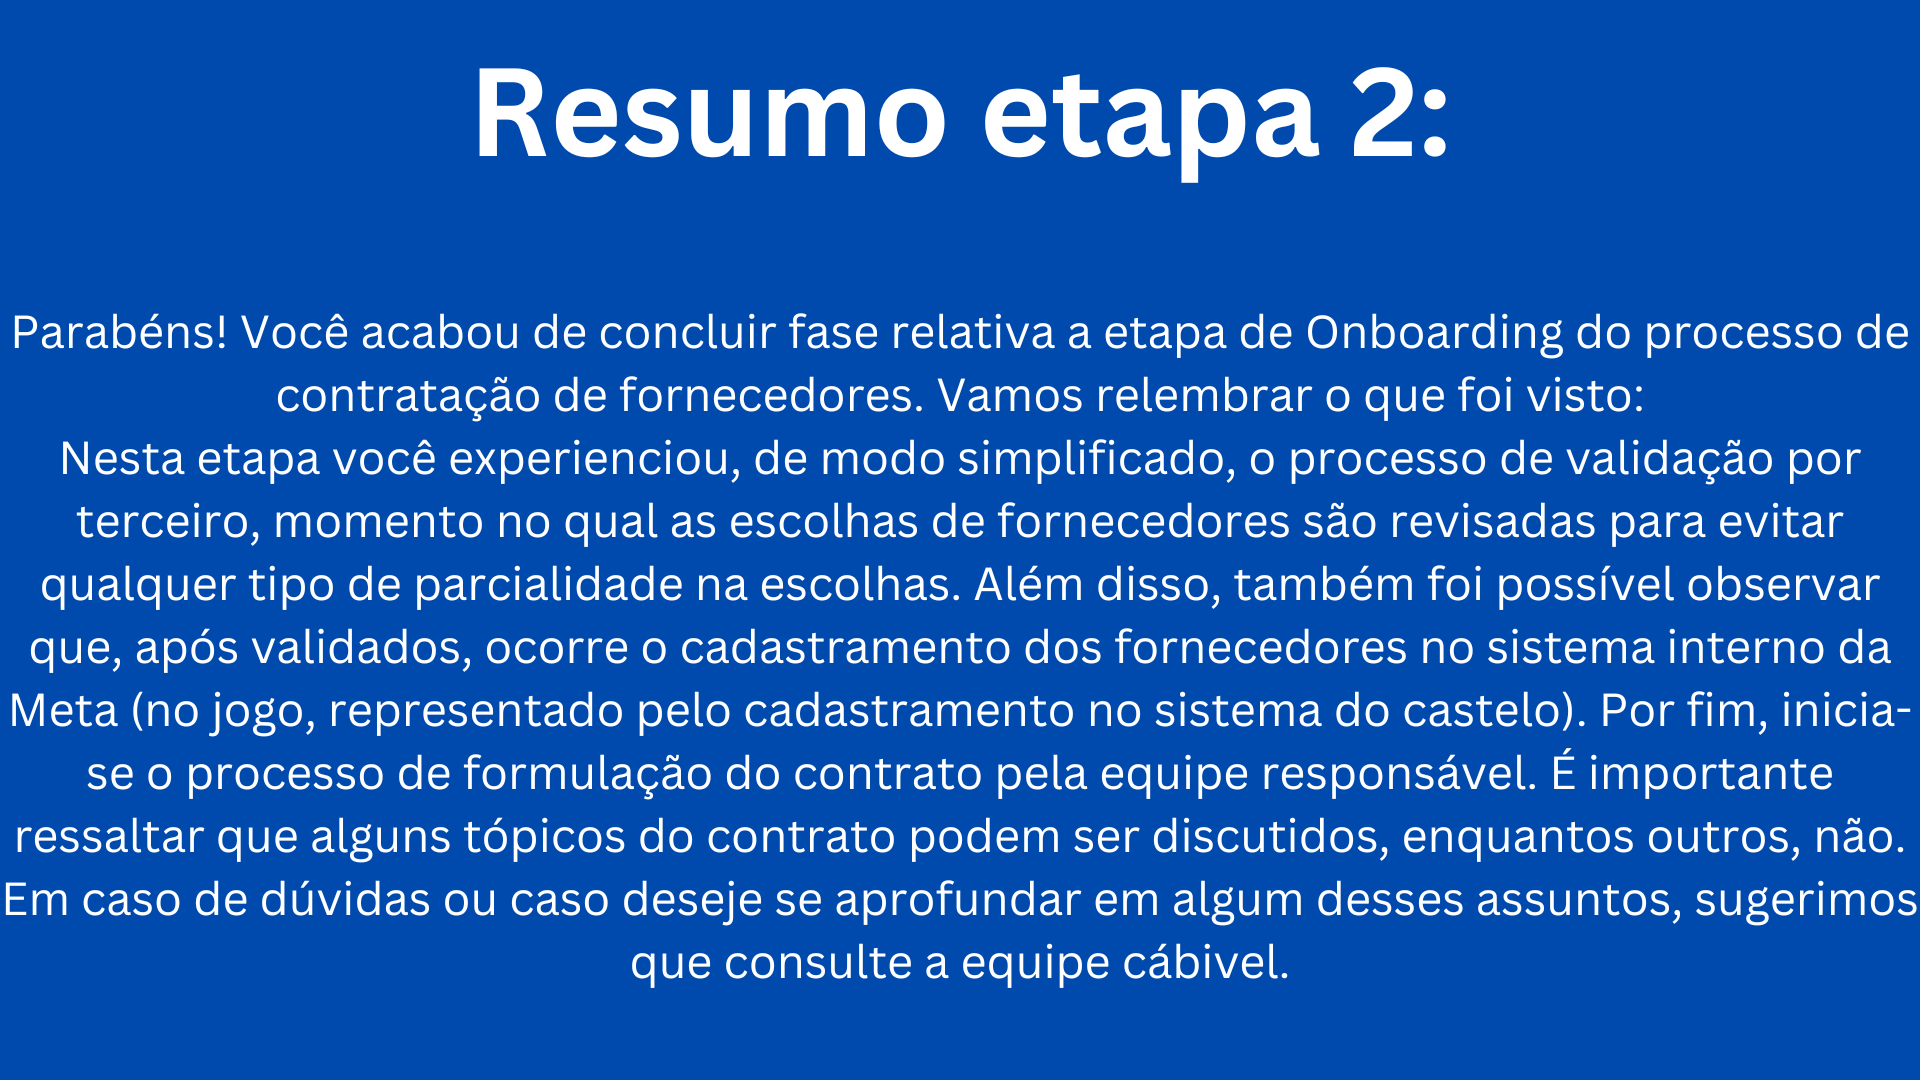 Resumo etapa 2:
Parabéns! Você acabou de concluir fase relativa a etapa de Onboarding do processo de
contratação de fornecedores. Vamos relembrar o que foi visto:
Nesta etapa você experienciou, de modo simplificado, o processo de validação por
terceiro, momento no qual as escolhas de fornecedores são revisadas para evitar
qualquer tipo de parcialidade na escolhas. Além disso, também foi possível observar
que, após validados, ocorre o cadastramento dos fornecedores no sistema interno da
Meta (no jogo, representado pelo cadastramento no sistema do castelo). Por fim, inicia-
se o processo de formulação do contrato pela equipe responsável. É importante
ressaltar que alguns tópicos do contrato podem ser discutidos, enquantos outros, não.
Em caso de dúvidas ou caso deseje se aprofundar em algum desses assuntos, sugerimos
que consulte a equipe cábivel.